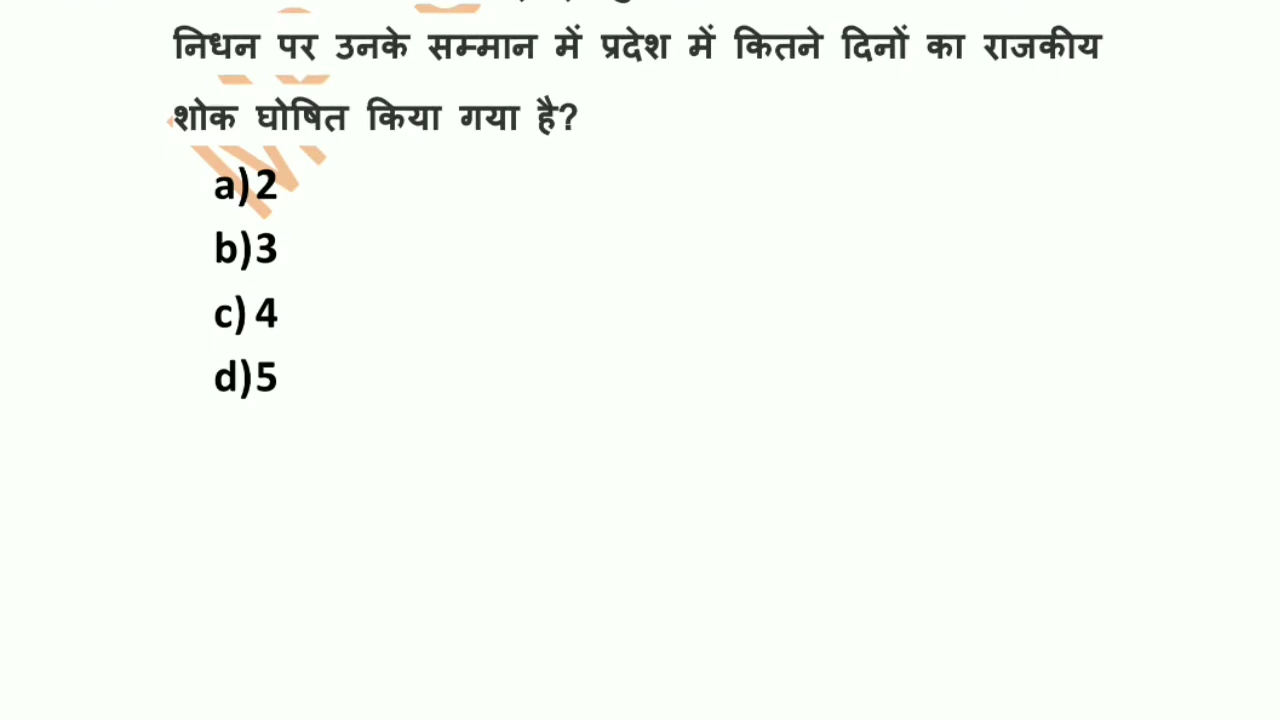 निधन पर उनके सम्मान में प्रदेश में कितने दिनों का राजकीय
शोक घोषित किया गया है?
a) 2
b) 3
c) 4
d) 5